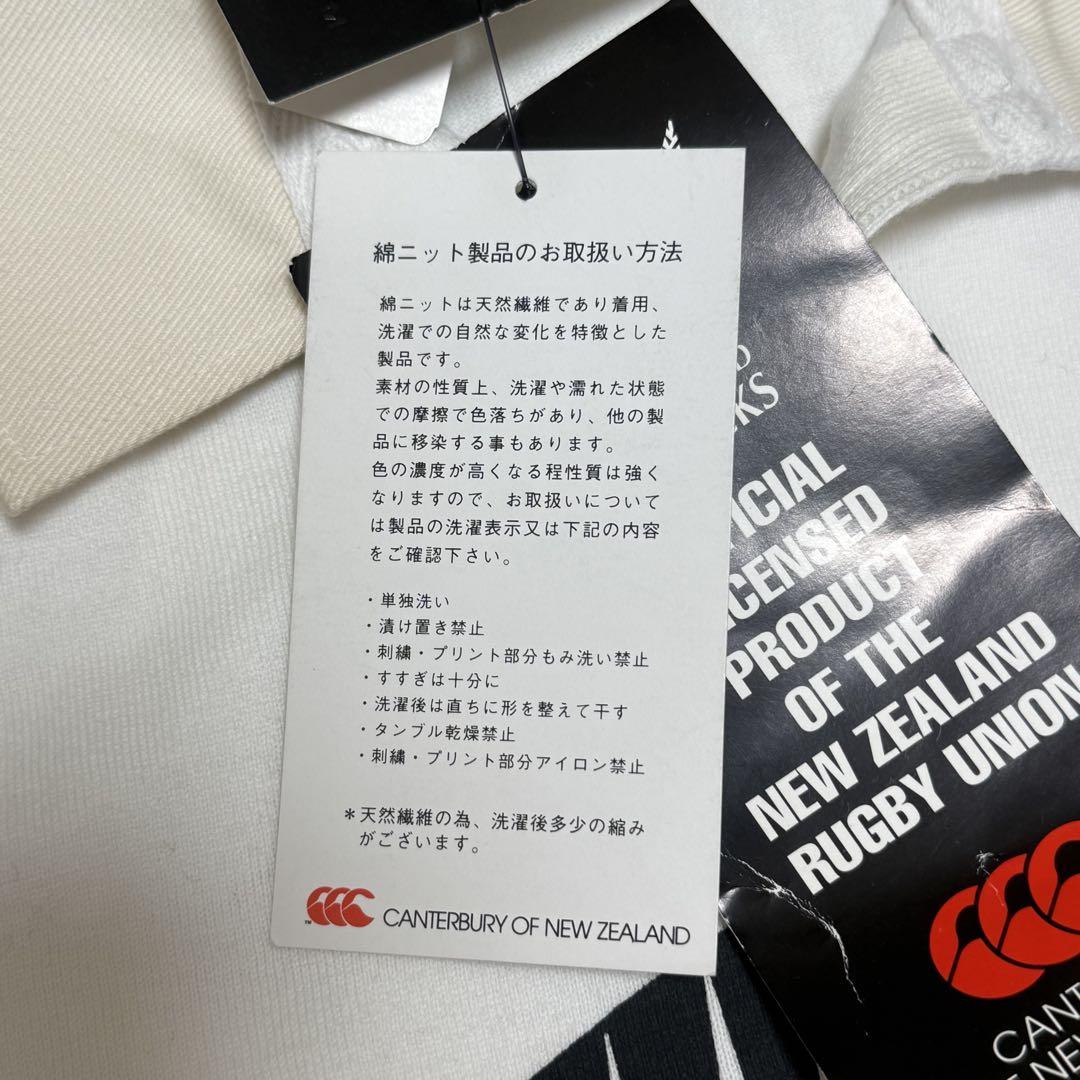 綿ニット製品のお取扱い方法
綿ニットは天然繊維であり着用、
洗濯での自然な変化を特徴とした
製品です。
素材の性質上、洗濯や濡れた状態
での摩擦で色落ちがあり、他の製
品に移染する事もあります。
色の濃度が高くなる程性質は強く
なりますので、お取扱いについて
は製品の洗濯表示又は下記の内容
をご確認下さい。
・単独洗い
・漬け置き禁止
・刺繍・プリント部分もみ洗い禁止
・すすぎは十分に
・洗濯後は直ちに形を整えて干す
・タンブル乾燥禁止
・刺繍・プリント部分アイロン禁止
＊天然繊維の為、洗濯後多少の縮み
がございます。
CCC
™
CANTERBURY OF NEW ZEALAND
CKS
ICIAL
CENSED
PRODUCT
OF THE
NEW ZEALAND
RUGBY UNION
CANT
NEW